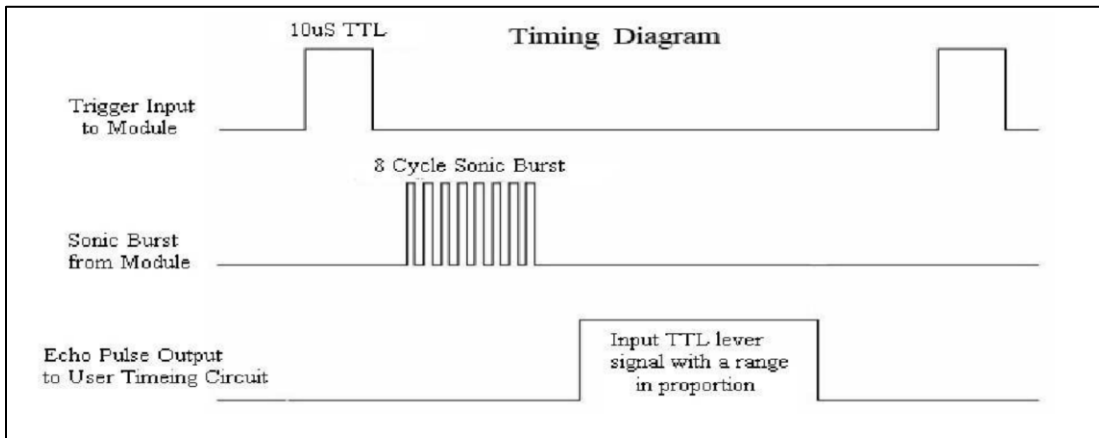 10uS TTL
Timing Diagram
Trigger Input
to Module
8 Cycle Sonic Burst
Sonic Burst
from Module
Echo Pulse Output
to User Timeing Circuit
Input TTL lever
signal with a range
in proportion